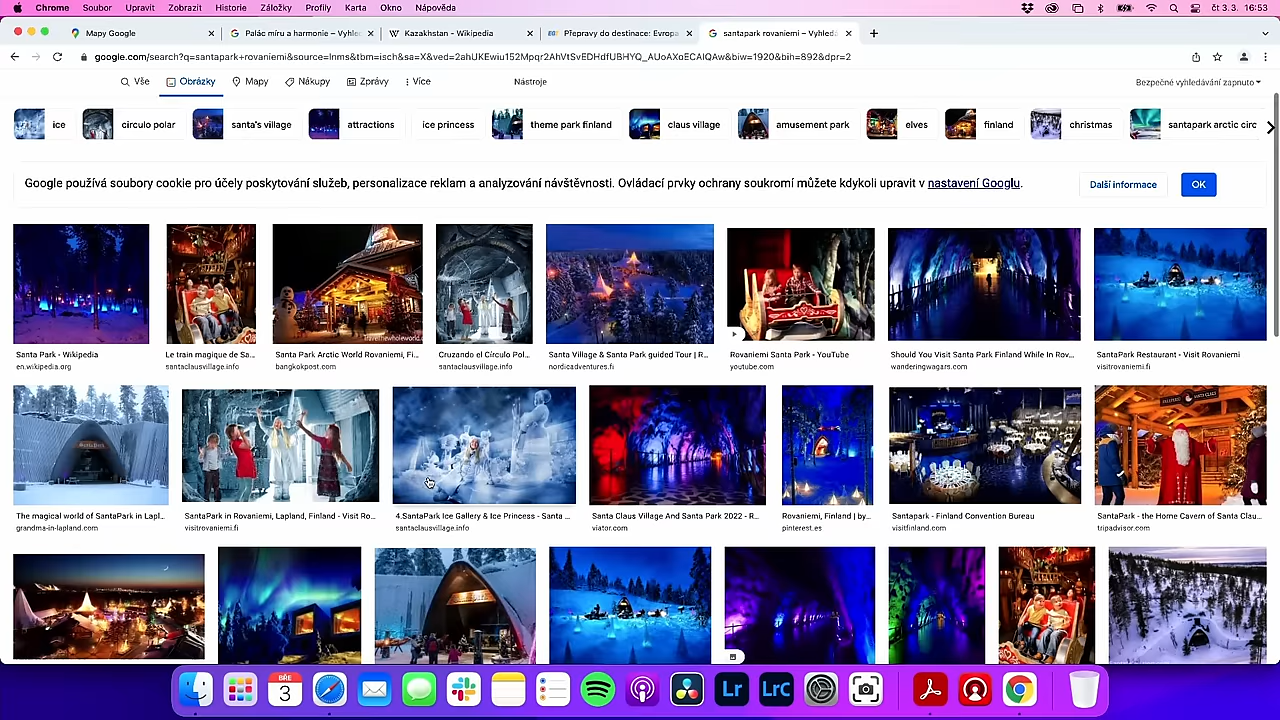 Chrome Soubor Upravit Zobrazit Historie Záložky Profily Karta Okno Nápověda čt 3.3. 16:53
Mapy Google
Palác míru a harmonie – Vyhle
Kazakhstan - Wikipedia
Přepravy do destinace: Evropa
santapark rovaniemi – Vyhled
google.com/search?q=santapark+rovaniemi&source=lnms&tbm=isch&sa=X&ved=2ahUKEwiu152Mpqr2AhVtSvEDHdfUBHYQ_AUoAXoECAIQAw&biw=1920&bih=892&dpr=2
Vše Obrázky Mapy Nákupy Zprávy Více Nástroje Bezpečné vyhledávání zapnuto
ice circulo polar santa's village attractions ice princess theme park finland claus village amusement park elves finland christmas santapark arctic circ
Google používá soubory cookie pro účely poskytování služeb, personalizace reklam a analyzování návštěvnosti. Ovládací prvky ochrany soukromí můžete kdykoli upravit v nastavení Googlu.
Další informace OK
travelthewholeworld.c
Santa Park - Wikipedia
en.wikipedia.org
Le train magique de Sa...
santaclausvillage.info
Santa Park Arctic World Rovaniemi, Fi...
bangkokpost.com
Cruzando el Círculo Pol...
santaclausvillage.info
Santa Village & Santa Park guided Tour | R...
nordicadventures.fi
Rovaniemi Santa Park - YouTube
youtube.com
Should You Visit Santa Park Finland While In Rov...
wanderingwagars.com
SantaPark Restaurant - Visit Rovaniemi
visitrovaniemi.fi
The magical world of SantaPark in Lapl...
grandma-in-lapland.com
SantaPark in Rovaniemi, Lapland, Finland - Visit Ro...
visitrovaniemi.fi
4.SantaPark Ice Gallery & Ice Princess - Santa ...
santaclausvillage.info
Santa Claus Village And Santa Park 2022 - R...
viator.com
Rovaniemi, Finland | by...
pinterest.es
Santapark - Finland Convention Bureau
visitfinland.com
SantaPark - the Home Cavern of Santa Clau...
tripadvisor.com
BŘE
3
Lr
LrC